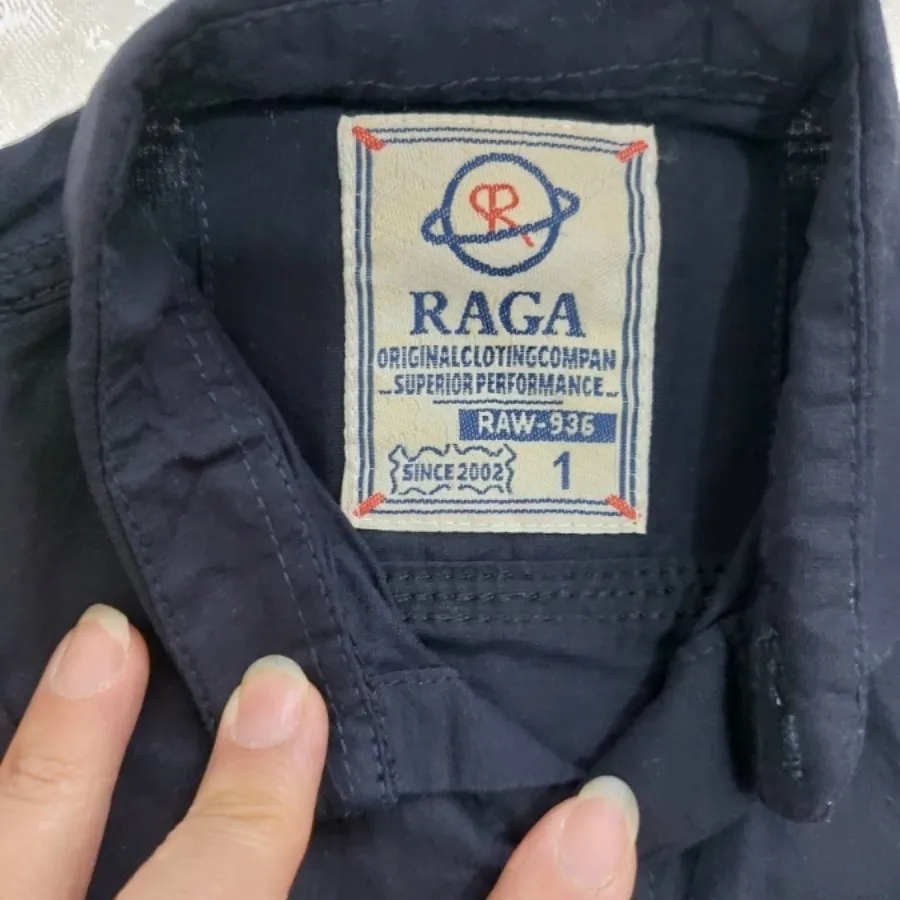 R
RAGA
ORIGINALCLOTINGCOMPAN
SUPERIOR PERFORMANCE
RAW-936
SINCE 2002 1